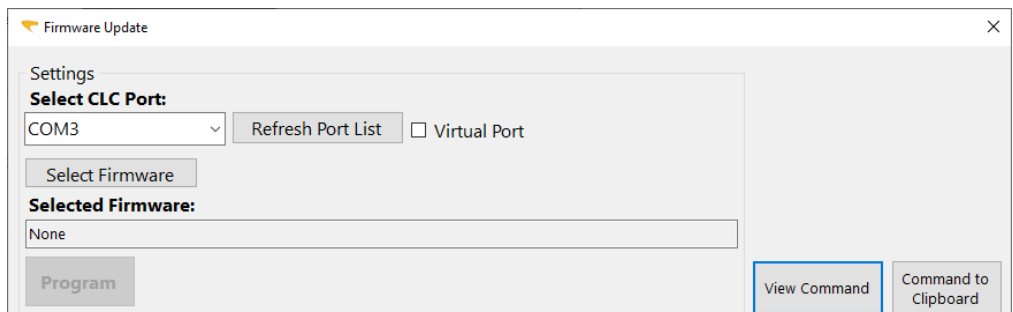 Firmware Update
Settings
Select CLC Port:
COM3
Refresh Port List
Virtual Port
Select Firmware
Selected Firmware:
None
Program
View Command
Command to
Clipboard